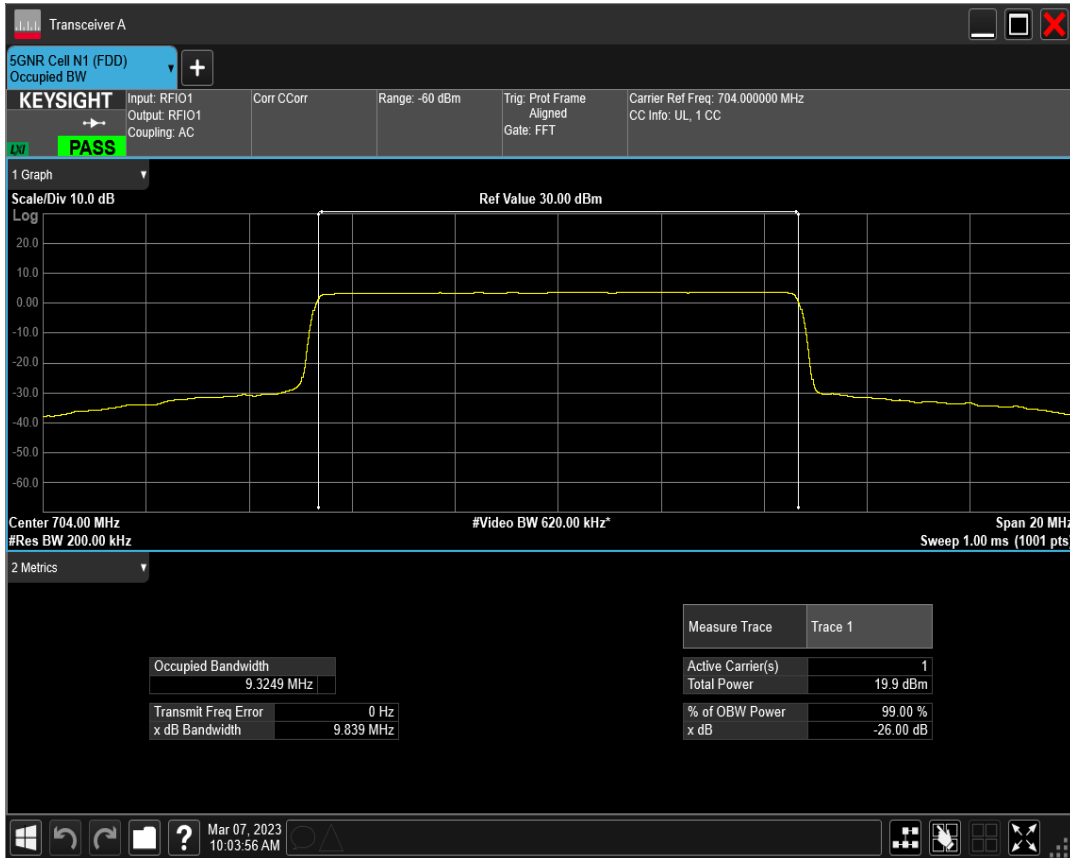 Transceiver A
5GNR Cell N1 (FDD)
Occupied BW
+
KEYSIGHT
LXI
PASS
Input: RFIO1
Output: RFIO1
Coupling: AC
Corr CCorr
Range: -60 dBm
Trig: Prot Frame
Aligned
Gate: FFT
Carrier Ref Freq: 704.000000 MHz
CC Info: UL, 1 CC
1 Graph
Scale/Div 10.0 dB
Ref Value 30.00 dBm
Log
20.0
10.0
0.00
-10.0
-20.0
-30.0
-40.0
-50.0
-60.0
Center 704.00 MHz
#Video BW 620.00 kHz*
Span 20 MHz
#Res BW 200.00 kHz
Sweep 1.00 ms (1001 pts)
2 Metrics
Measure Trace Trace 1
Occupied Bandwidth
9.3249 MHz
Active Carrier(s) 1
Total Power 19.9 dBm
Transmit Freq Error 0 Hz
x dB Bandwidth 9.839 MHz
% of OBW Power 99.00 %
x dB -26.00 dB
?
Mar 07, 2023
10:03:56 AM